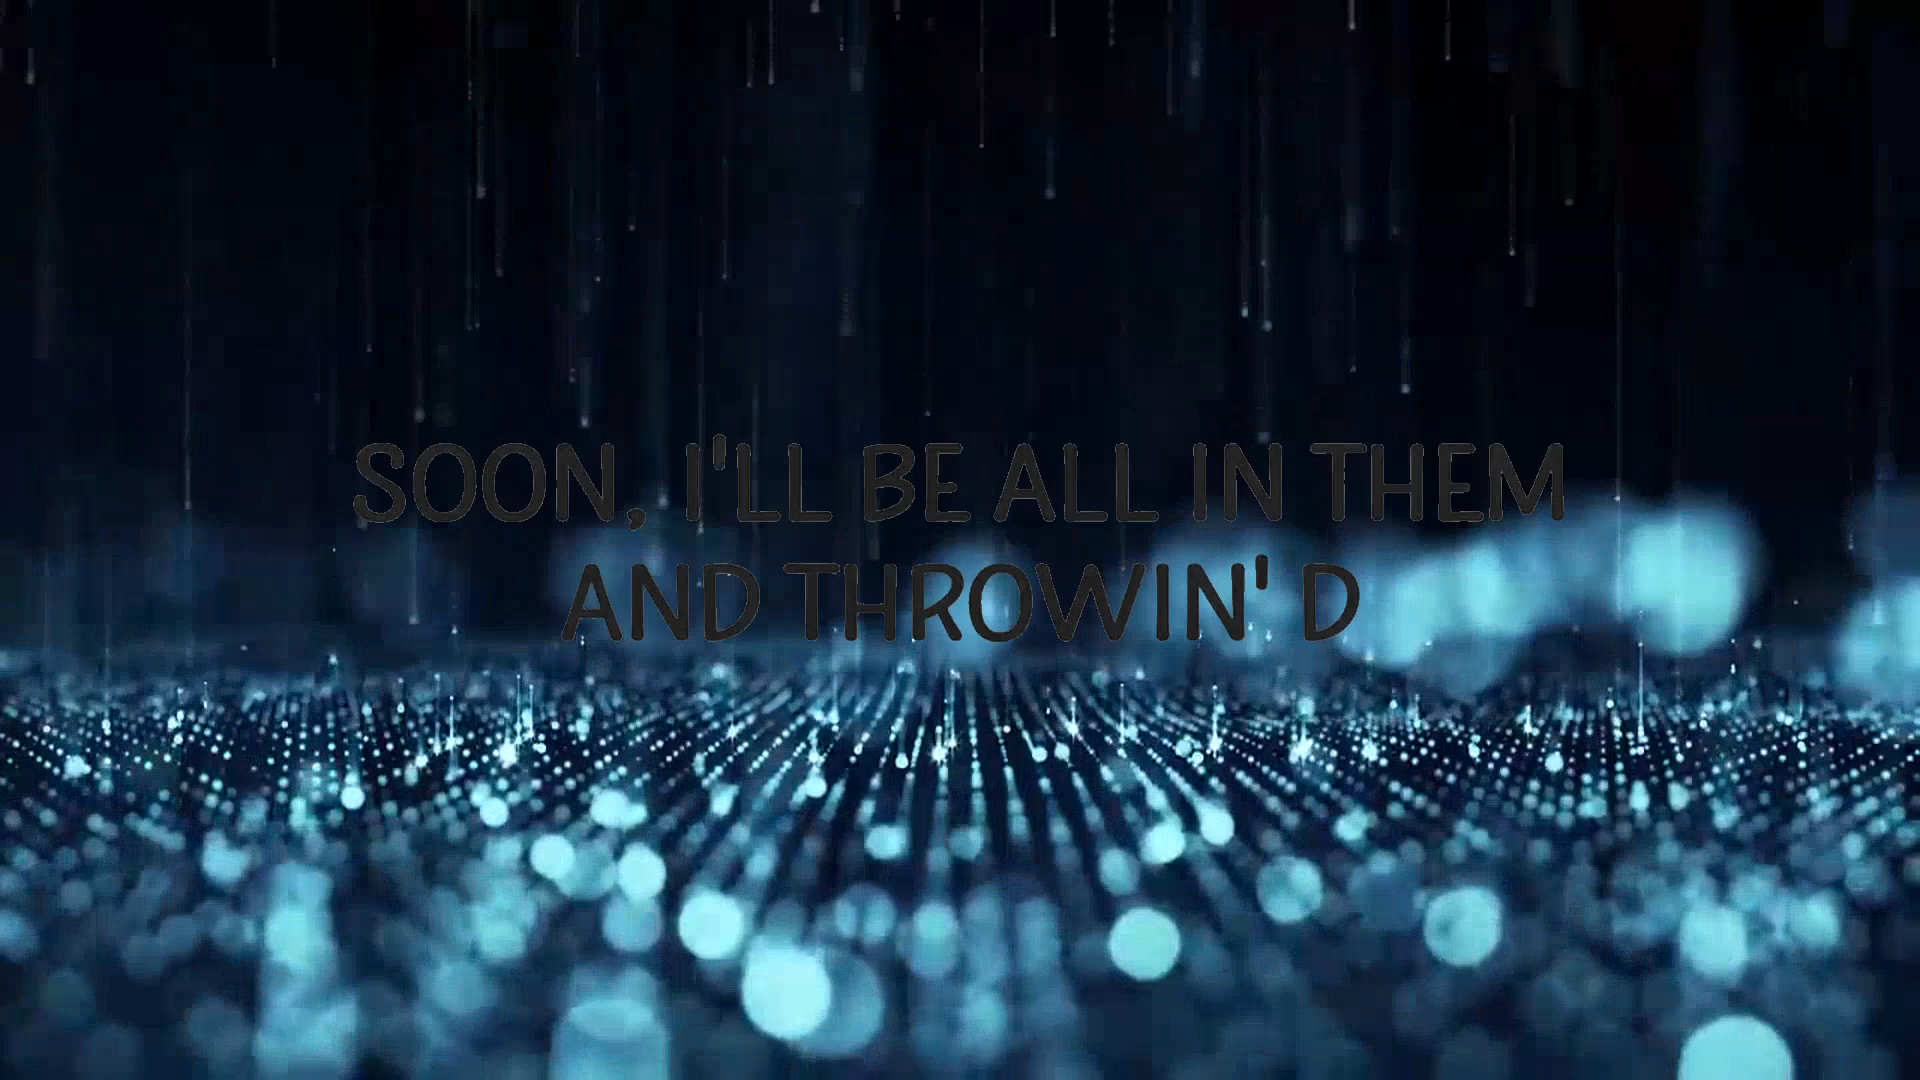 SOON, I'LL BE ALL IN THEM
AND THROWIN' D